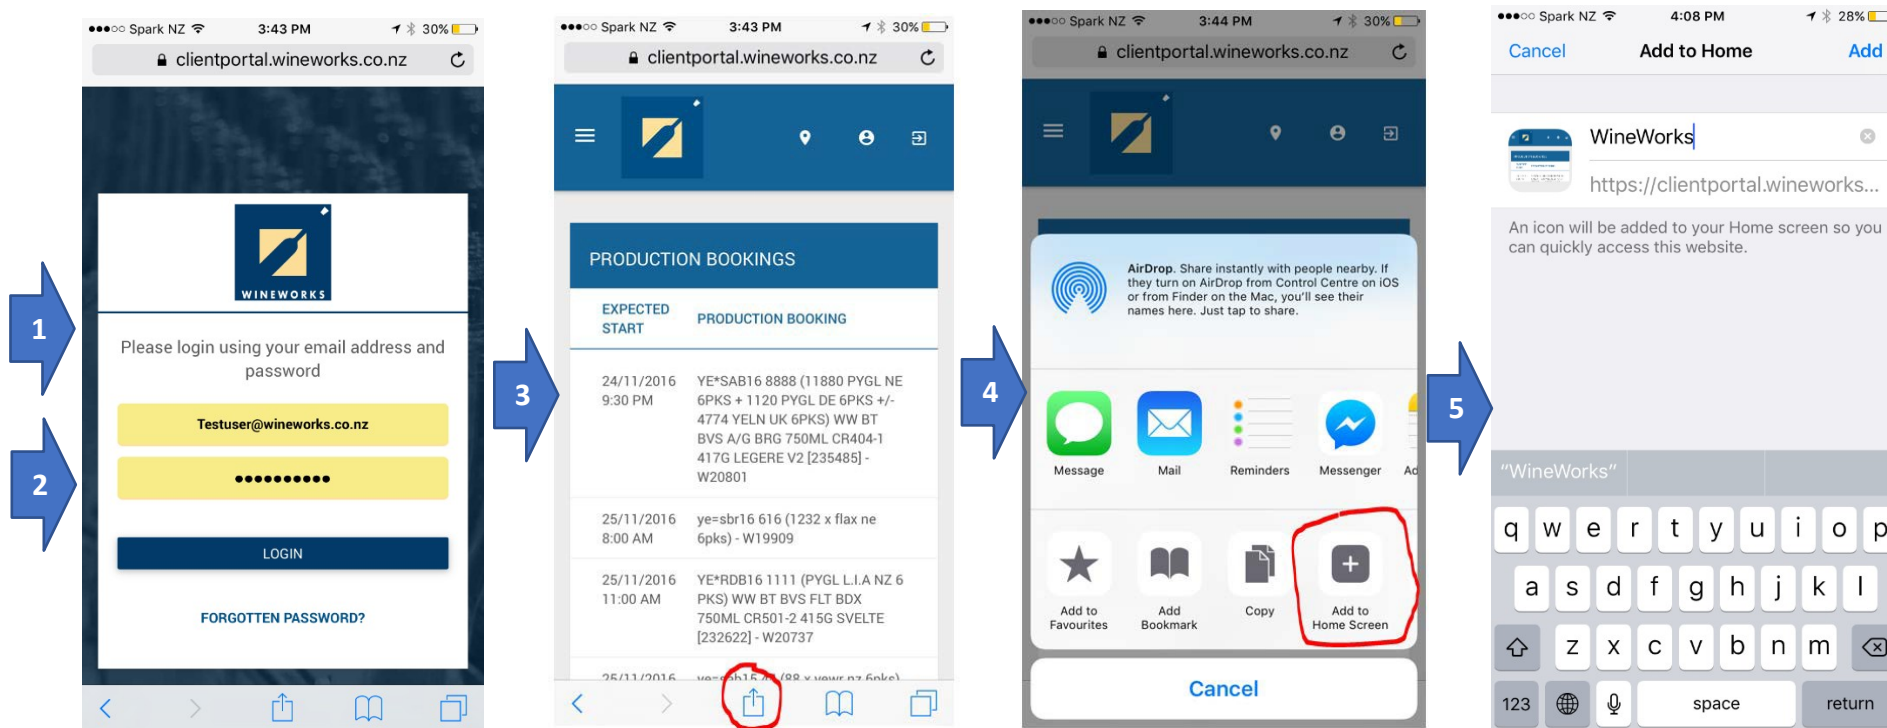 1
2
Spark NZ 3:43 PM 30%
clientportal.wineworks.co.nz
WINEWORKS
Please login using your email address and
password
Testuser@wineworks.co.nz
LOGIN
FORGOTTEN PASSWORD?
3
Spark NZ 3:43 PM 30%
clientportal.wineworks.co.nz
PRODUCTION BOOKINGS
EXPECTED
START
PRODUCTION BOOKING
24/11/2016
9:30 PM
YE*SAB16 8888 (11880 PYGL NE
6PKS + 1120 PYGL DE 6PKS +/-
4774 YELN UK 6PKS) WW BT
BVS A/G BRG 750ML CR404-1
417G LEGERE V2 [235485] -
W20801
25/11/2016
8:00 AM
ye=sbr16 616 (1232 x flax ne
6pks) - W19909
25/11/2016
11:00 AM
YE*RDB16 1111 (PYGL L.I.A NZ 6
PKS) WW BT BVS FLT BDX
750ML CR501-2 415G SVELTE
[232622] - W20737
25/11/2016
(88 x yewr nz 6pks)
4
Spark NZ 3:44 PM 30%
clientportal.wineworks.co.nz
AirDrop. Share instantly with people nearby. If
they turn on AirDrop from Control Centre on iOS
or from Finder on the Mac, you'll see their
names here. Just tap to share.
Message Mail Reminders Messenger Ad
Add to
Favourites
Add
Bookmark
Copy
Add to
Home Screen
Cancel
5
Spark NZ 4:08 PM 28%
Cancel Add to Home Add
WineWorks
https://clientportal.wineworks...
An icon will be added to your Home screen so you
can quickly access this website.
"WineWorks"
q w e r t y u i o p
a s d f g h j k l
z x c v b n m
123 space return